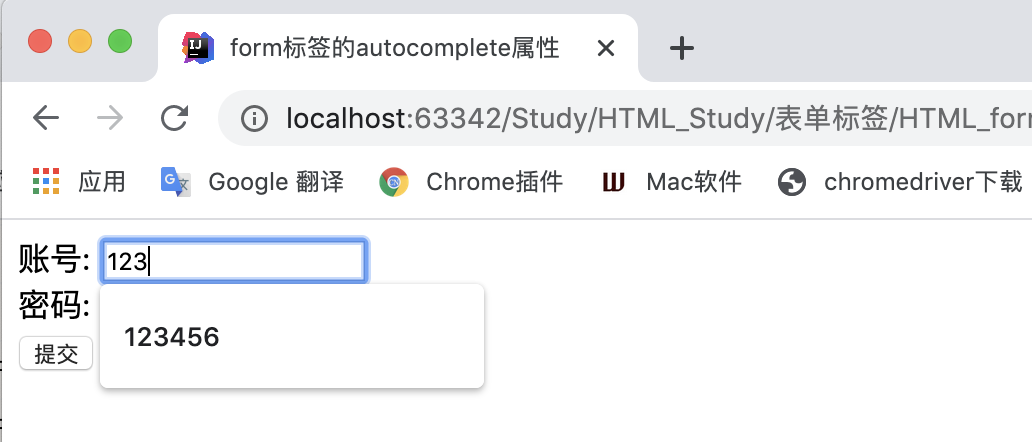 form标签的autocomplete属性
localhost:63342/Study/HTML_Study/表单标签/HTML_for
应用 Google 翻译 Chrome插件 Mac软件 chromedriver下载
账号: 123
密码:
123456
提交